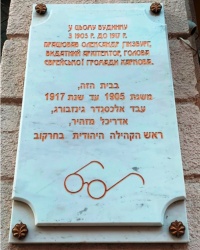 У ЦЬОМУ БУДИНКУ
З 1905 Г. ДО 1917 Г.
ПРАЦЮВАВ ОЛЕКСАНДР ГІНЗБУРГ,
ВИДАТНИЙ АРХІТЕКТОР, ГОЛОВА
ЄВРЕЙСЬКОЇ ГРОМАДИ ХАРКОВА.
בבית הזה,
משנת 1905 עד שנת 1917
עבד אלכסנדר גינזבורג,
אדריכל מזהיר,
ראש הקהילה היהודית בחרקוב